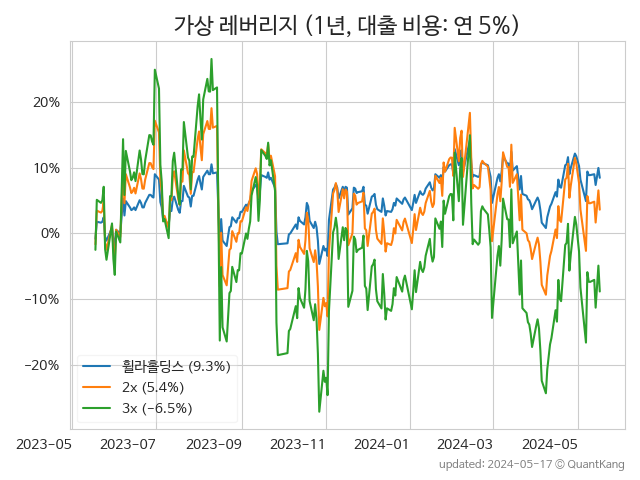 가상 레버리지 (1년, 대출 비용: 연 5%)
20%
10%
0%
−10%
−20%
휠라홀딩스 (9.3%)
2x (5.4%)
3x (−6.5%)
2023−05 2023−07 2023−09 2023−11 2024−01 2024−03 2024−05
updated: 2024−05−17 © QuantKang